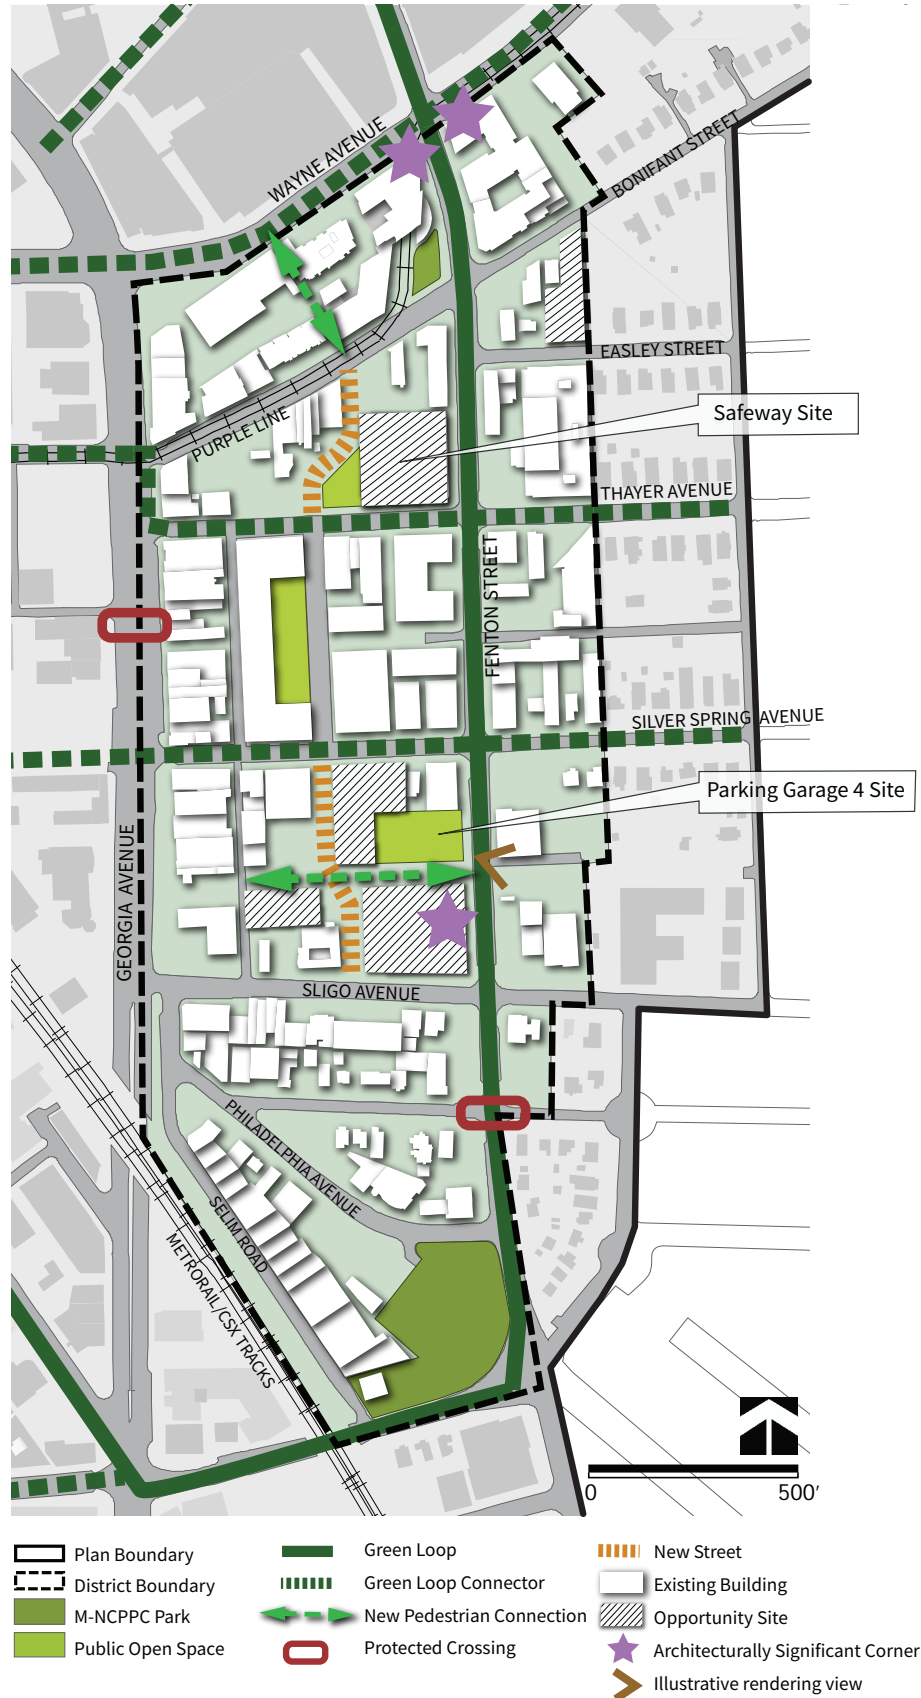 WAYNE AVENUE
BONIFANT STREET
EASLEY STREET
Safeway Site
PURPLE LINE
THAYER AVENUE
FENTON STREET
SILVER SPRING AVENUE
Parking Garage 4 Site
GEORGIA AVENUE
SLIGO AVENUE
PHILADELPHIA AVENUE
SELIM ROAD
METRORAIL/CSX TRACKS
0 500'
Plan Boundary
District Boundary
M-NCPPC Park
Public Open Space
Green Loop
Green Loop Connector
New Pedestrian Connection
Protected Crossing
New Street
Existing Building
Opportunity Site
Architecturally Significant Corner
Illustrative rendering view